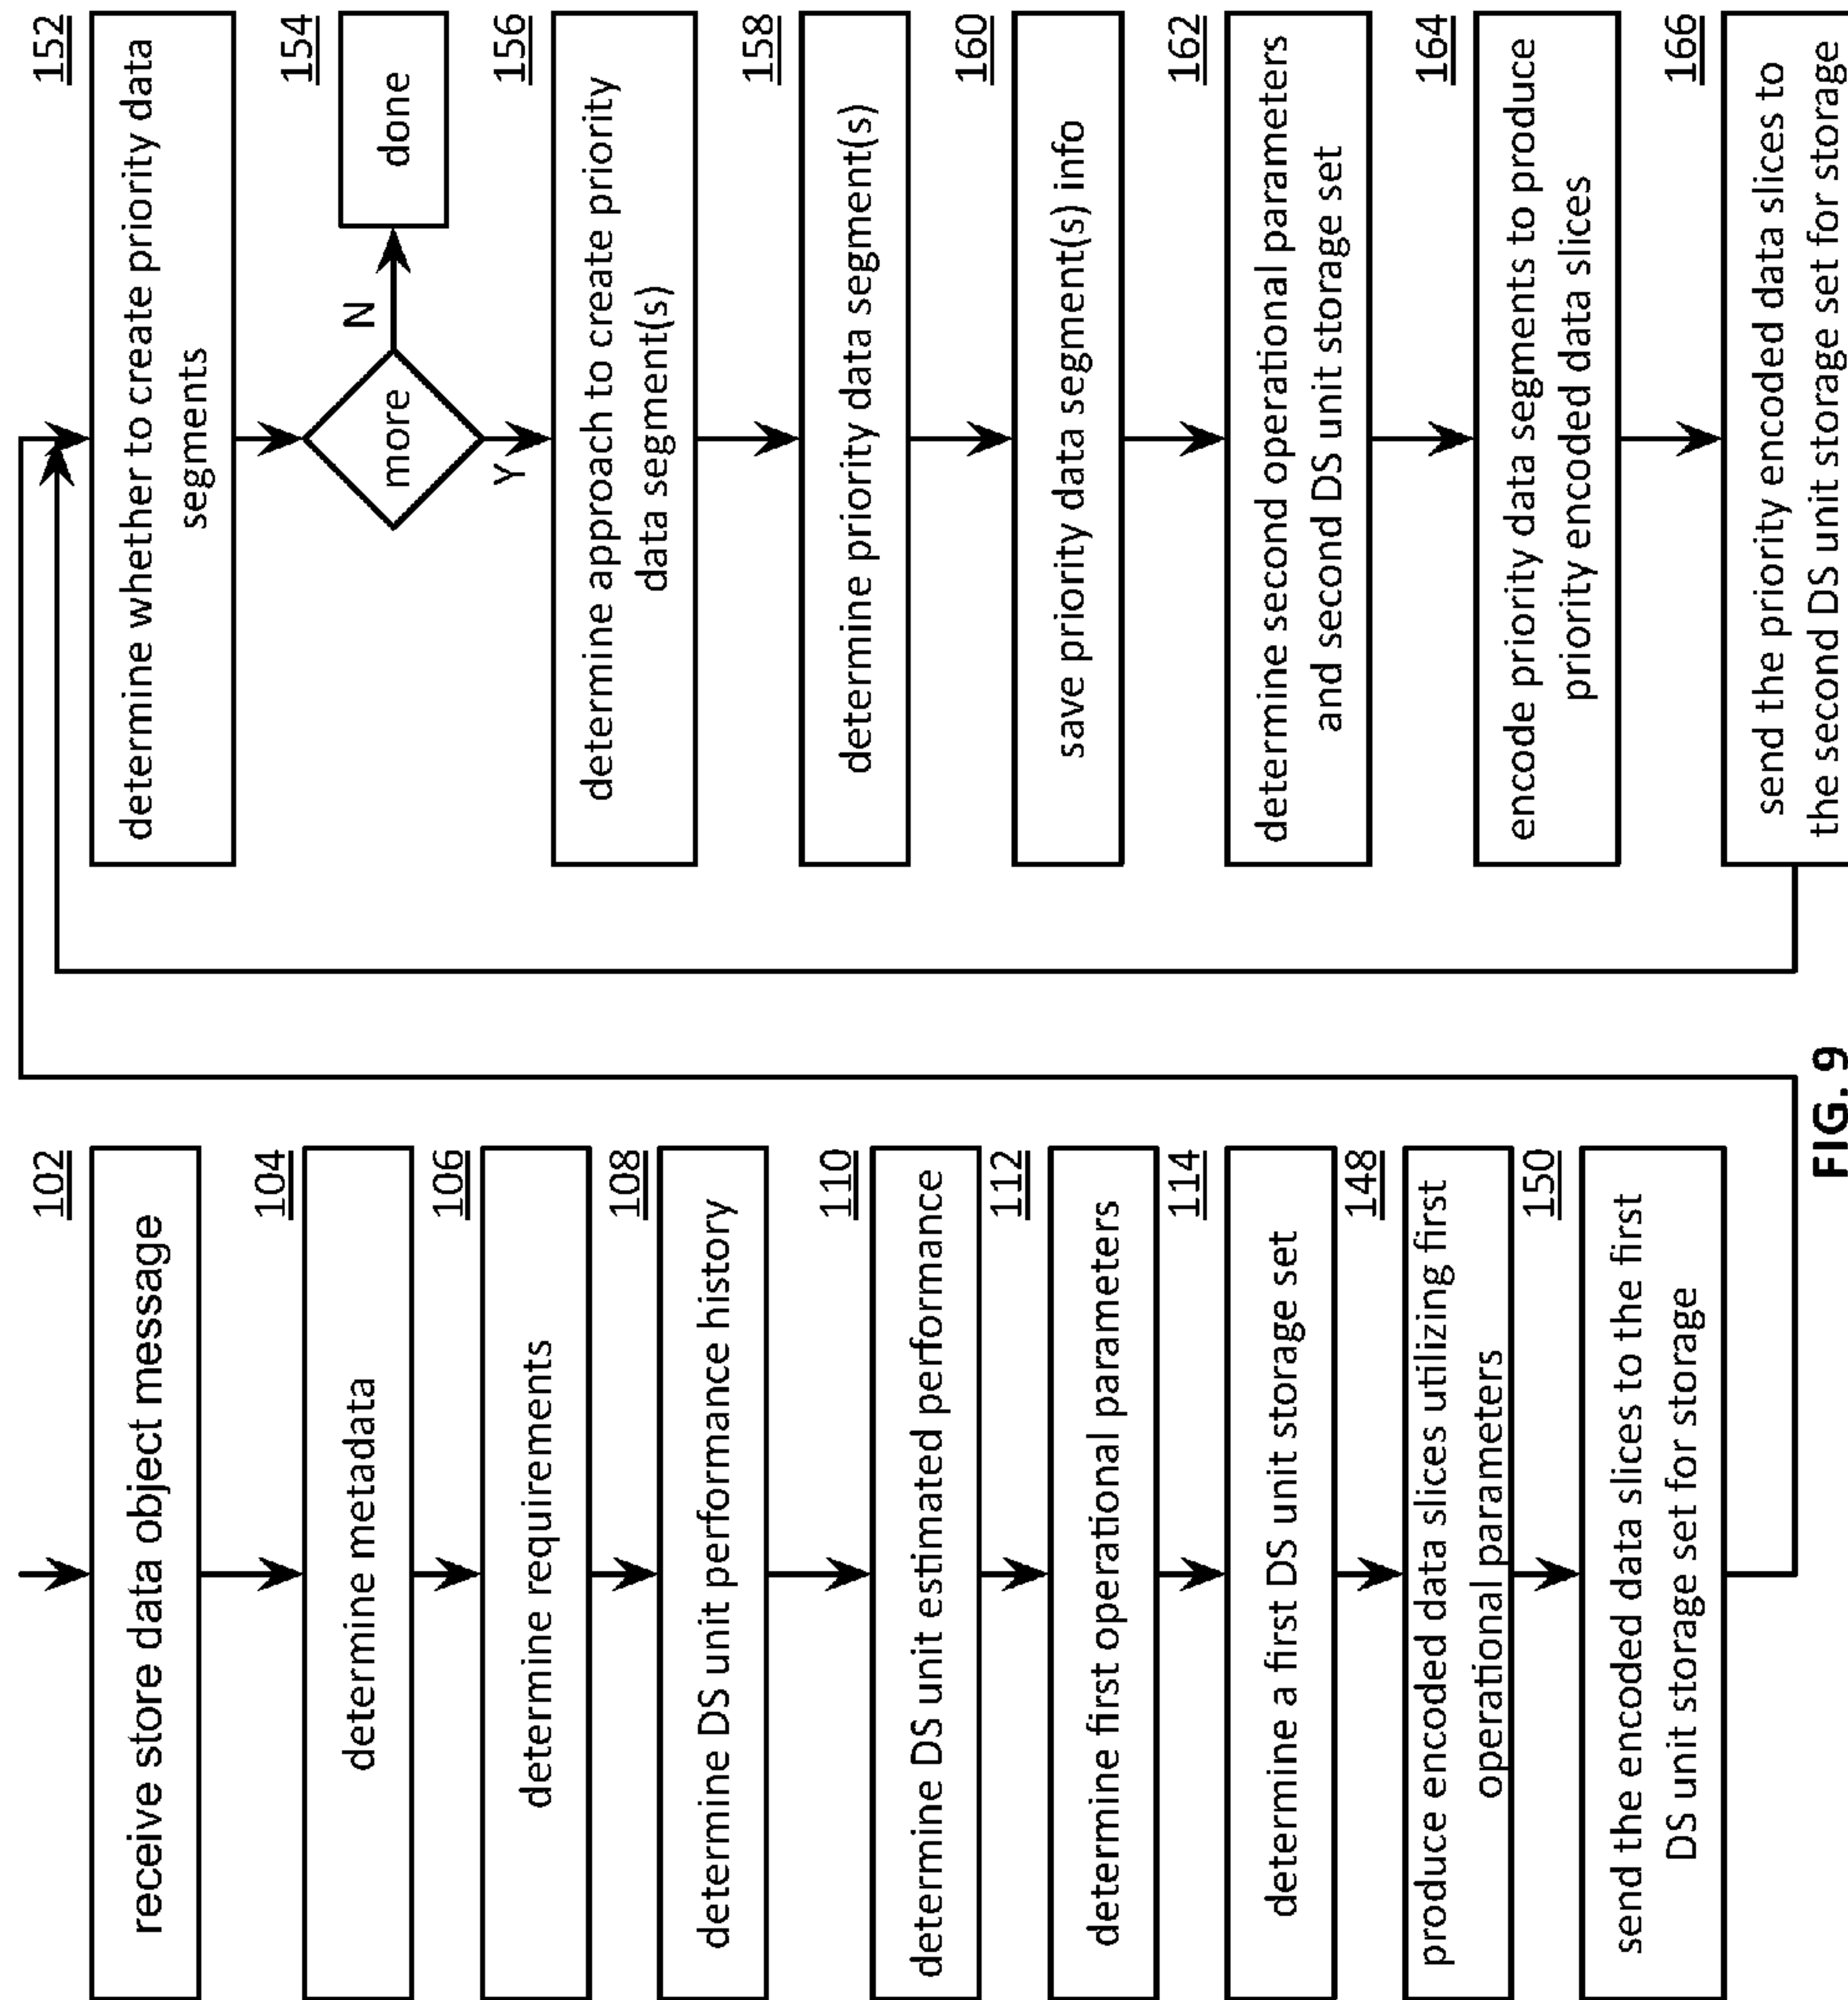 102
receive store data object message
104
determine metadata
106
determine requirements
108
determine DS unit performance history
110
determine DS unit estimated performance
112
determine first operational parameters
114
determine a first DS unit storage set
148
produce encoded data slices utilizing first
operational parameters
150
send the encoded data slices to the first
DS unit storage set for storage
152
determine whether to create priority data
segments
154
more
N
done
Y
156
determine approach to create priority
data segment(s)
158
determine priority data segment(s)
160
save priority data segment(s) info
162
determine second operational parameters
and second DS unit storage set
164
encode priority data segments to produce
priority encoded data slices
166
send the priority encoded data slices to
the second DS unit storage set for storage
FIG. 9